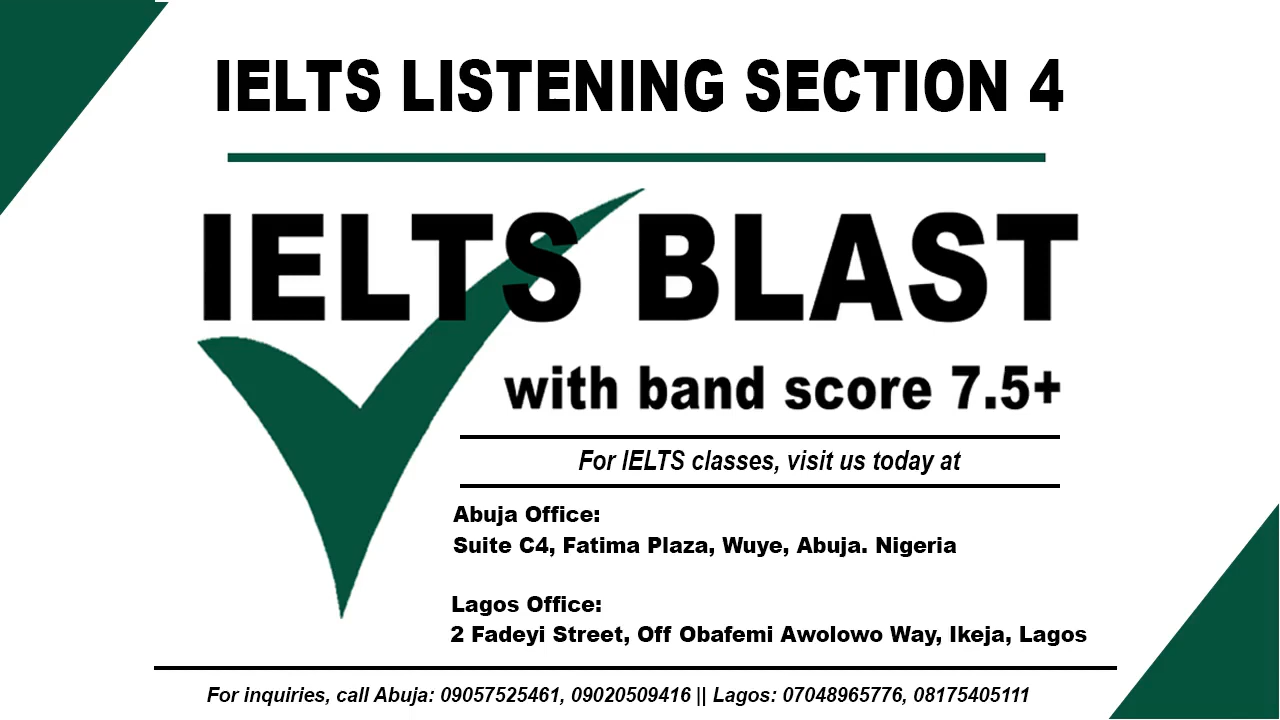 IELTS LISTENING SECTION 4
IELTS BLAST
with band score 7.5+
For IELTS classes, visit us today at
Abuja Office:
Suite C4, Fatima Plaza, Wuye, Abuja. Nigeria
Lagos Office:
2 Fadeyi Street, Off Obafemi Awolowo Way, Ikeja, Lagos
For inquiries, call Abuja: 09057525461, 09020509416 || Lagos: 07048965776, 08175405111